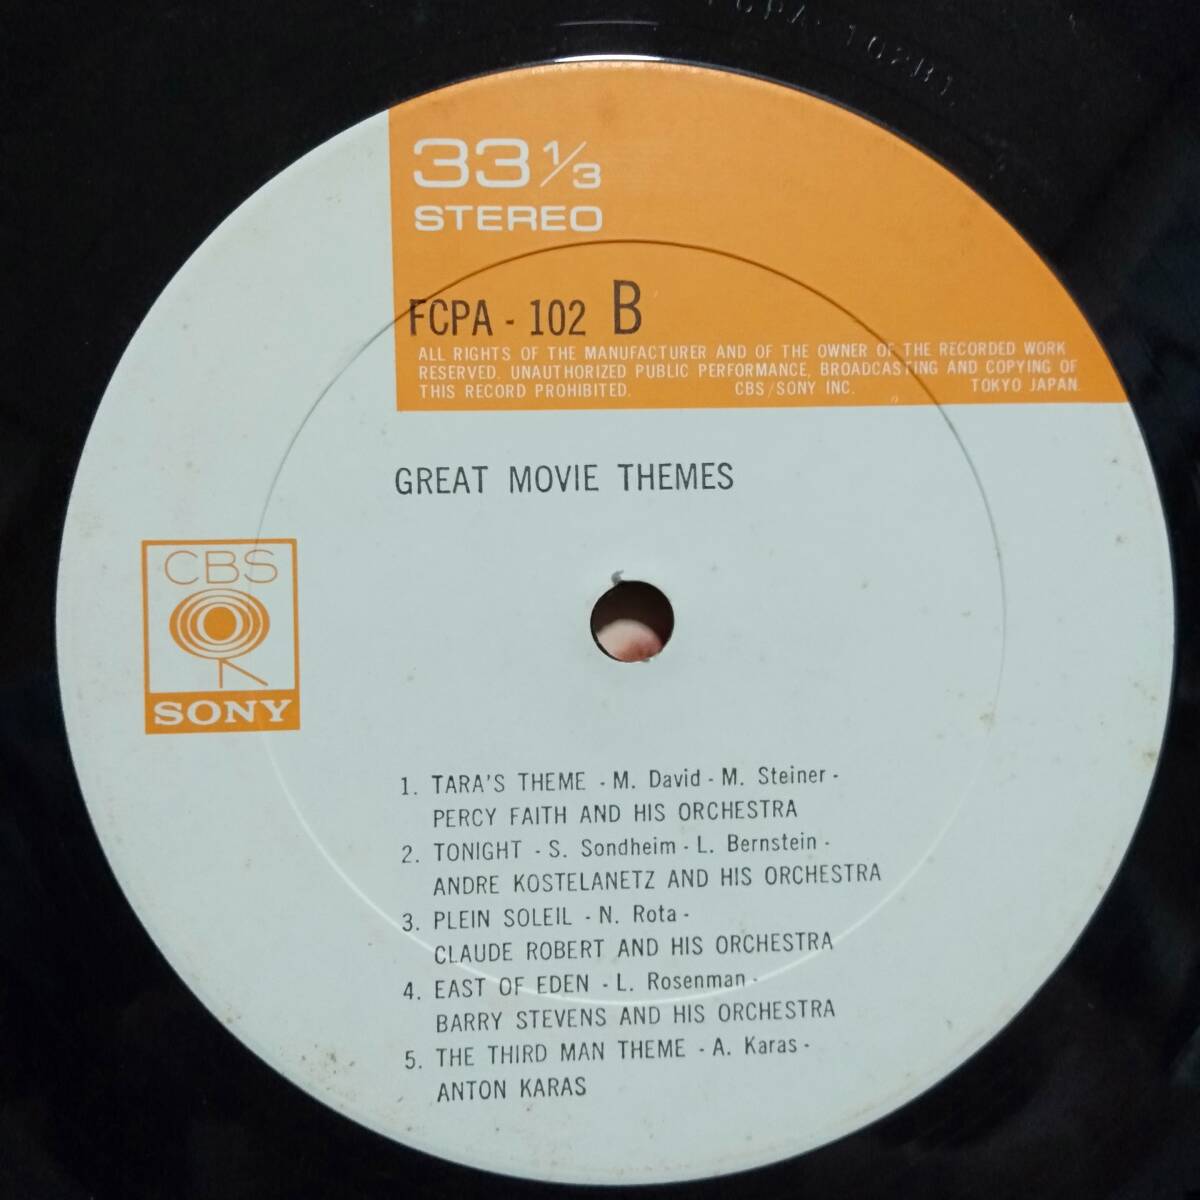 FCPA-102B1
33 1/3
STEREO
FCPA - 102 B
ALL RIGHTS OF THE MANUFACTURER AND OF THE OWNER OF THE RECORDED WORK
RESERVED. UNAUTHORIZED PUBLIC PERFORMANCE, BROADCASTING AND COPYING OF
THIS RECORD PROHIBITED. CBS/SONY INC. TOKYO JAPAN.
GREAT MOVIE THEMES
CBS
SONY
1. TARA'S THEME - M. David - M. Steiner -
PERCY FAITH AND HIS ORCHESTRA
2. TONIGHT - S. Sondheim - L. Bernstein -
ANDRE KOSTELANETZ AND HIS ORCHESTRA
3. PLEIN SOLEIL - N. Rota -
CLAUDE ROBERT AND HIS ORCHESTRA
4. EAST OF EDEN - L. Rosenman -
BARRY STEVENS AND HIS ORCHESTRA
5. THE THIRD MAN THEME - A. Karas -
ANTON KARAS